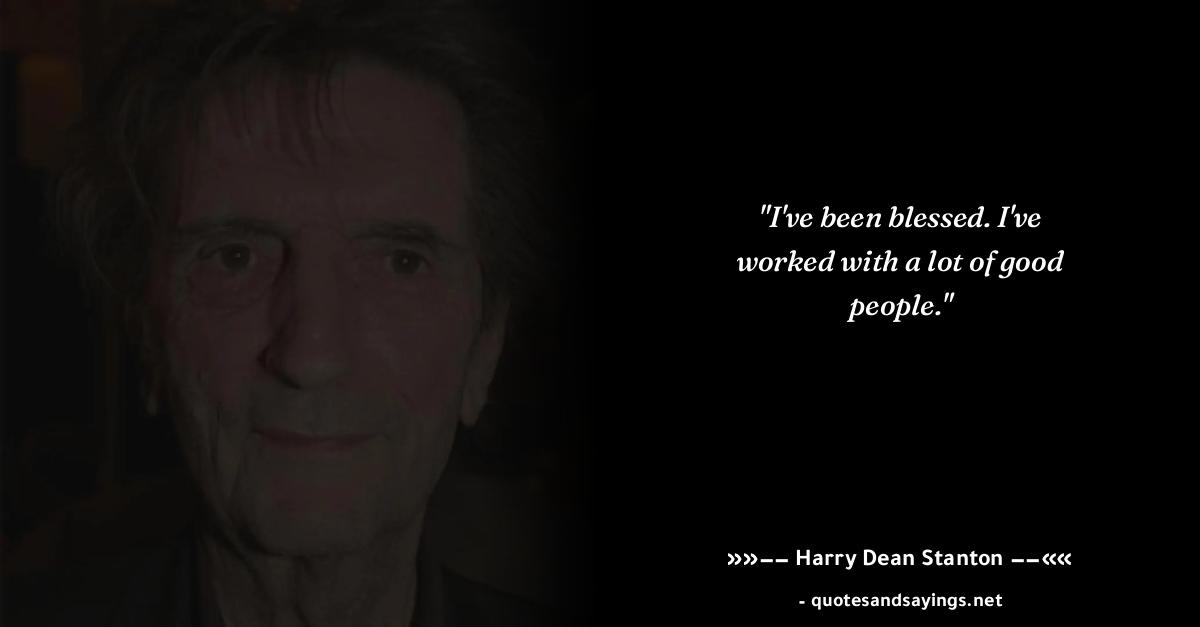 "I've been blessed. I've
worked with a lot of good
people."
»»−− Harry Dean Stanton −−««
- quotesandsayings.net